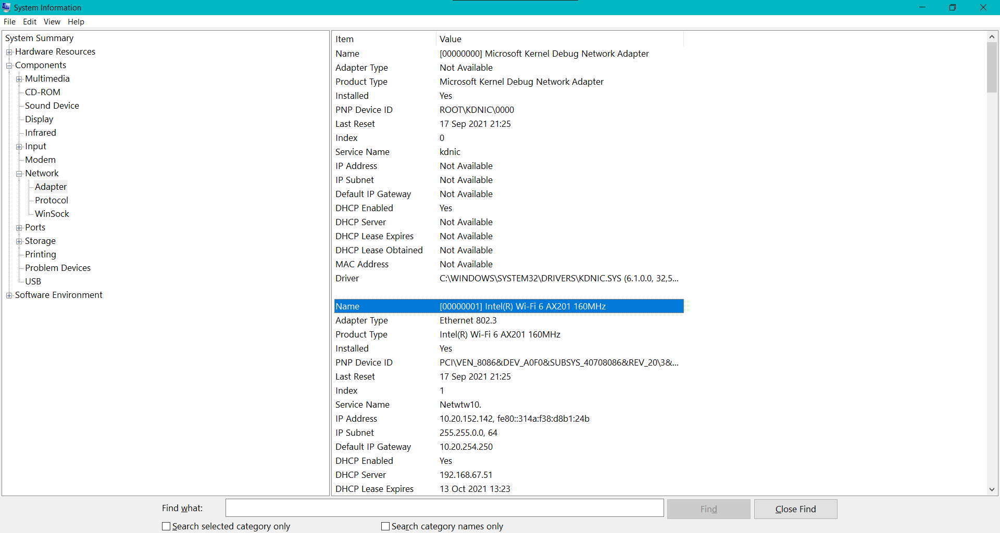 System Information
File Edit View Help
System Summary
Hardware Resources
Components
Multimedia
CD-ROM
Sound Device
Display
Infrared
Input
Modem
Network
Adapter
Protocol
WinSock
Ports
Storage
Printing
Problem Devices
USB
Software Environment
Item Value
Name [00000000] Microsoft Kernel Debug Network Adapter
Adapter Type Not Available
Product Type Microsoft Kernel Debug Network Adapter
Installed Yes
PNP Device ID ROOT\KDNIC\0000
Last Reset 17 Sep 2021 21:25
Index 0
Service Name kdnic
IP Address Not Available
IP Subnet Not Available
Default IP Gateway Not Available
DHCP Enabled Yes
DHCP Server Not Available
DHCP Lease Expires Not Available
DHCP Lease Obtained Not Available
MAC Address Not Available
Driver C:\WINDOWS\SYSTEM32\DRIVERS\KDNIC.SYS (6.1.0.0, 32,5...
Name [00000001] Intel(R) Wi-Fi 6 AX201 160MHz
Adapter Type Ethernet 802.3
Product Type Intel(R) Wi-Fi 6 AX201 160MHz
Installed Yes
PNP Device ID PCI\VEN_8086&DEV_A0F0&SUBSYS_40708086&REV_20\3&...
Last Reset 17 Sep 2021 21:25
Index 1
Service Name Netwtw10.
IP Address 10.20.152.142, fe80::314a:f38:d8b1:24b
IP Subnet 255.255.0.0, 64
Default IP Gateway 10.20.254.250
DHCP Enabled Yes
DHCP Server 192.168.67.51
DHCP Lease Expires 13 Oct 2021 13:23
Find what: Find Close Find
Search selected category only Search category names only